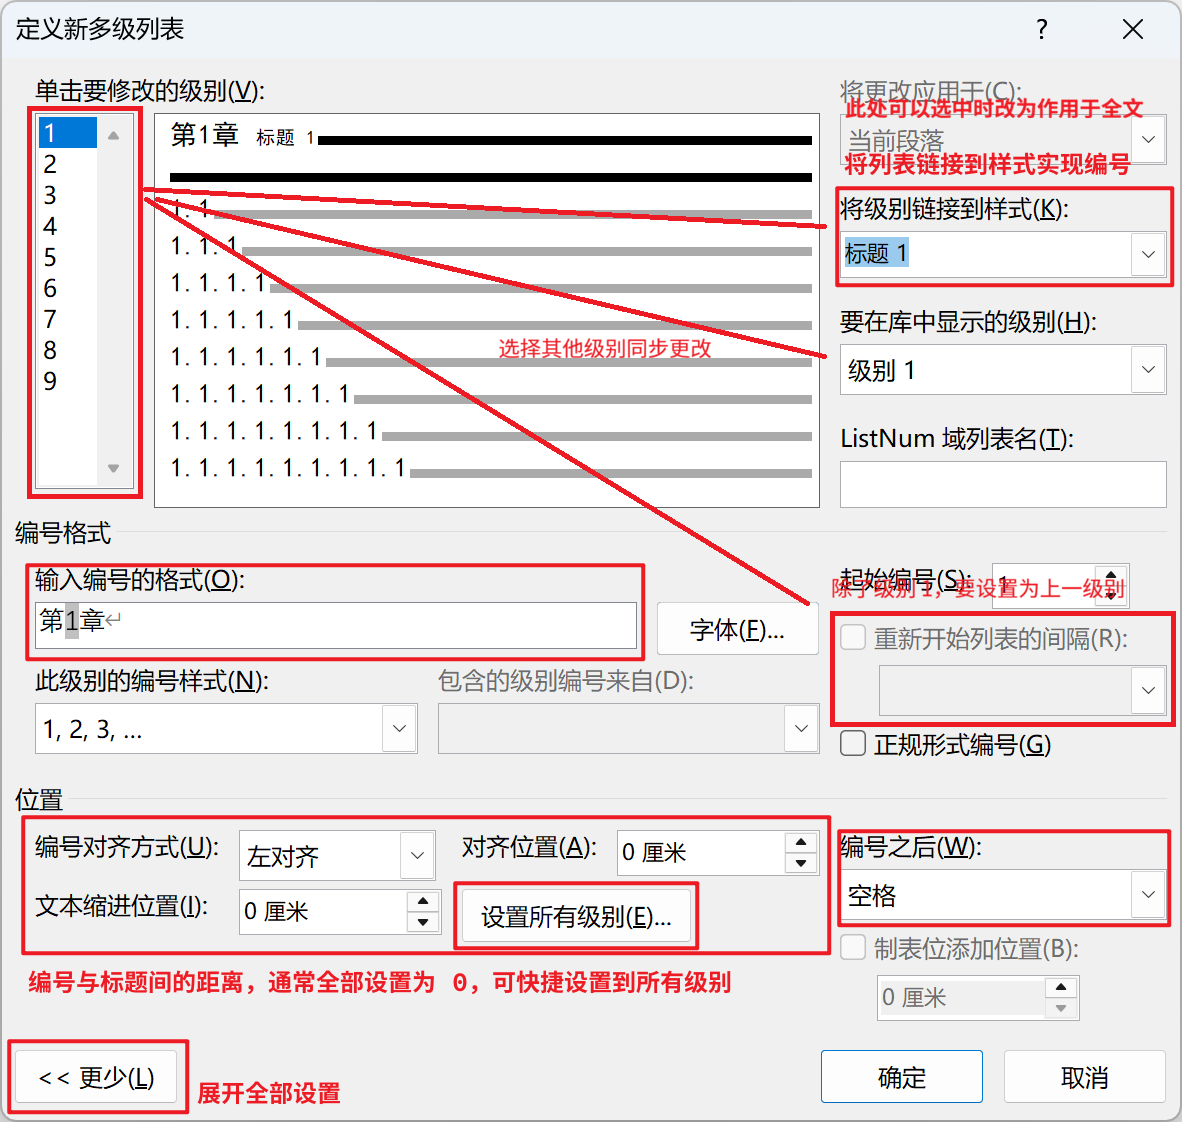 定义新多级列表
?
单击要修改的级别(V):
1
2
3
4
5
6
7
8
9
第1章 标题 1
1.1
1.1.1
1.1.1.1
1.1.1.1.1
1.1.1.1.1.1
1.1.1.1.1.1.1
1.1.1.1.1.1.1.1
1.1.1.1.1.1.1.1.1
选择其他级别同步更改
将更改应用于(C):
此处可以选中时改为作用于全文
当前段落
将列表链接到样式实现编号
将级别链接到样式(K):
标题 1
要在库中显示的级别(H):
级别 1
ListNum 域列表名(T):
编号格式
输入编号的格式(O):
第1章↵
字体(F)...
起始编号(S):
1
除了级别 1，要设置为上一级别
重新开始列表的间隔(R):
此级别的编号样式(N):
1, 2, 3, ...
包含的级别编号来自(D):
正规形式编号(G)
位置
编号对齐方式(U):
左对齐
对齐位置(A):
0 厘米
编号之后(W):
空格
文本缩进位置(I):
0 厘米
设置所有级别(E)...
制表位添加位置(B):
0 厘米
编号与标题间的距离，通常全部设置为 0，可快捷设置到所有级别
<< 更少(L)
展开全部设置
确定
取消